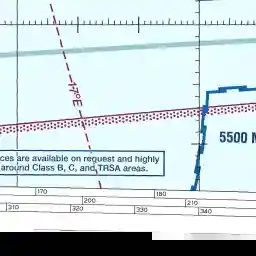 17°E
5500 M
ces are available on request and highly
around Class B, C, and TRSA areas.
170
180
200
210
310
320
330
340